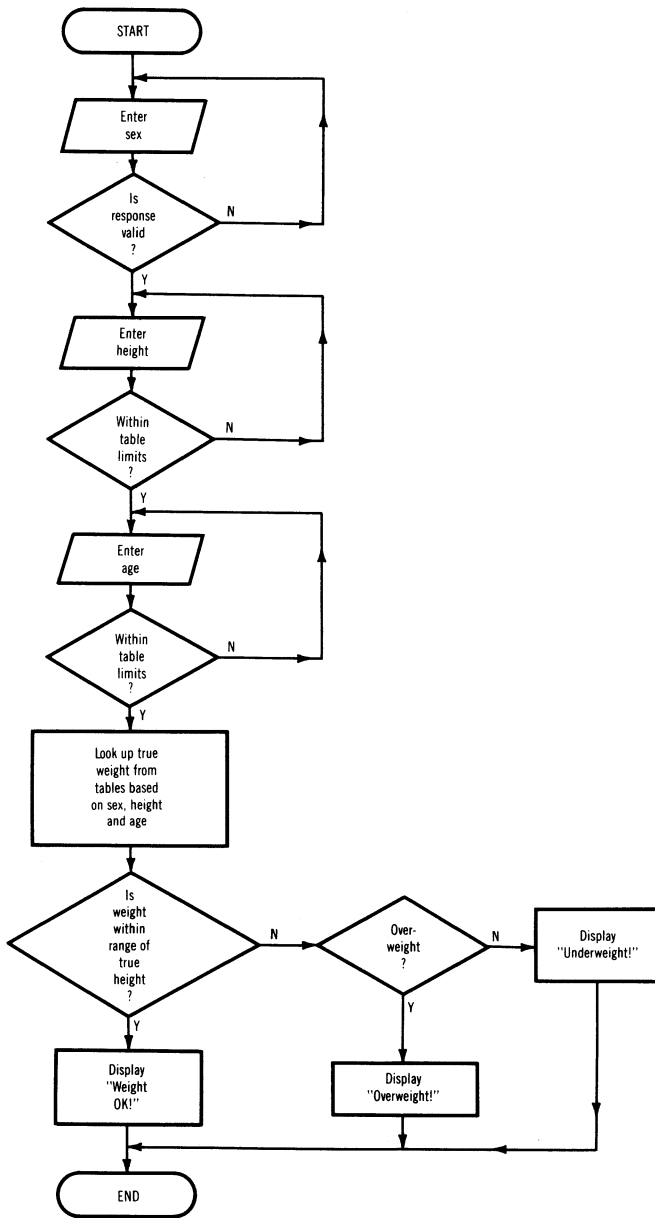 START
Enter
sex
Is
response
valid
?
N
Y
Enter
height
Within
table
limits
?
N
Y
Enter
age
Within
table
limits
?
N
Y
Look up true
weight from
tables based
on sex, height
and age
Is
weight
within
range of
true
height
?
N
Y
Over-
weight
?
N
Y
Display
"Underweight!"
Display
"Weight
OK!"
Display
"Overweight!"
END